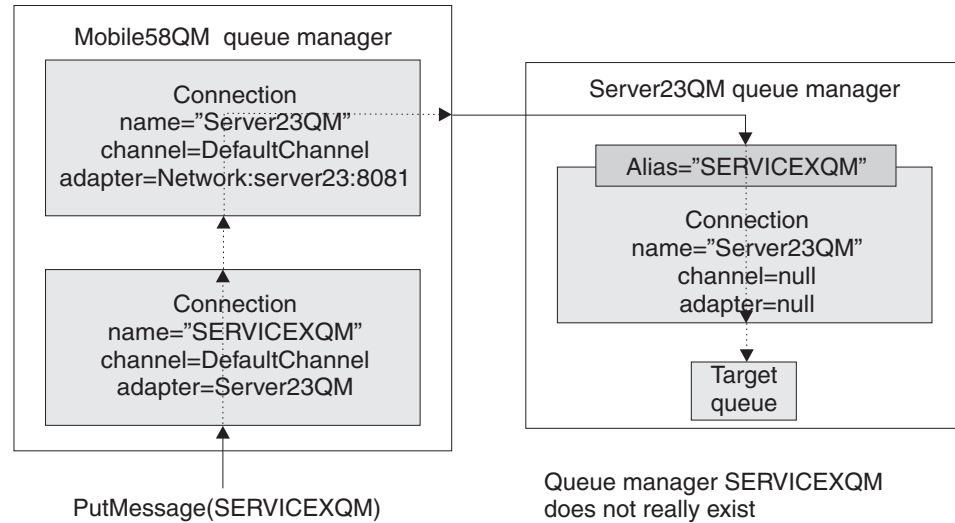 Mobile58QM queue manager
Connection
name=”Server23QM”
channel=DefaultChannel
adapter=Network:server23:8081
Connection
name=”SERVICEXQM”
channel=DefaultChannel
adapter=Server23QM
PutMessage(SERVICEXQM)
Server23QM queue manager
Alias=”SERVICEXQM”
Connection
name=”Server23QM”
channel=null
adapter=null
Target
queue
Queue manager SERVICEXQM
does not really exist